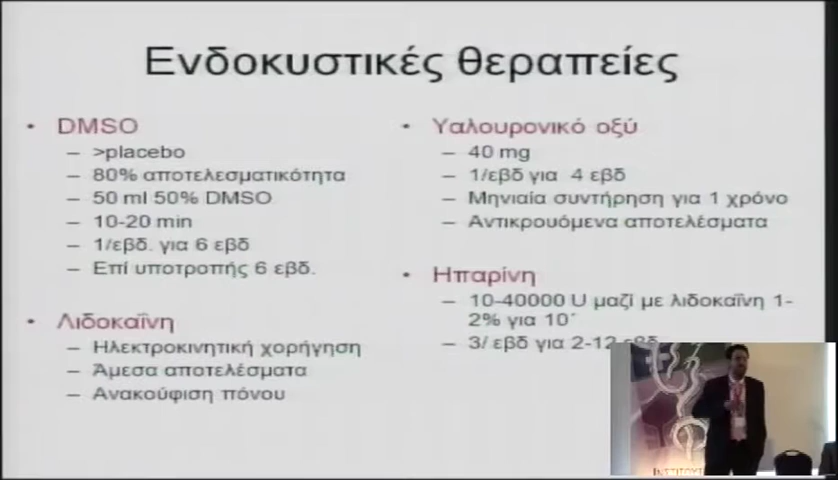 Ενδοκυστικές θεραπείες
• DMSO
– >placebo
– 80% αποτελεσματικότητα
– 50 ml 50% DMSO
– 10-20 min
– 1/εβδ. για 6 εβδ
– Επί υποτροπής 6 εβδ.
• Λιδοκαΐνη
– Ηλεκτροκινητική χορήγηση
– Άμεσα αποτελέσματα
– Ανακούφιση πόνου
• Υαλουρονικό οξύ
– 40 mg
– 1/εβδ για 4 εβδ
– Μηνιαία συντήρηση για 1 χρόνο
– Αντικρουόμενα αποτελέσματα
• Ηπαρίνη
– 10-40000 U μαζί με λιδοκαΐνη 1-
2% για 10΄
– 3/ εβδ για 2-12 εβδ